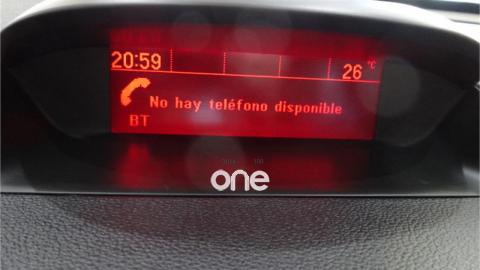 20:59
26 °C
No hay teléfono disponible
BT
one